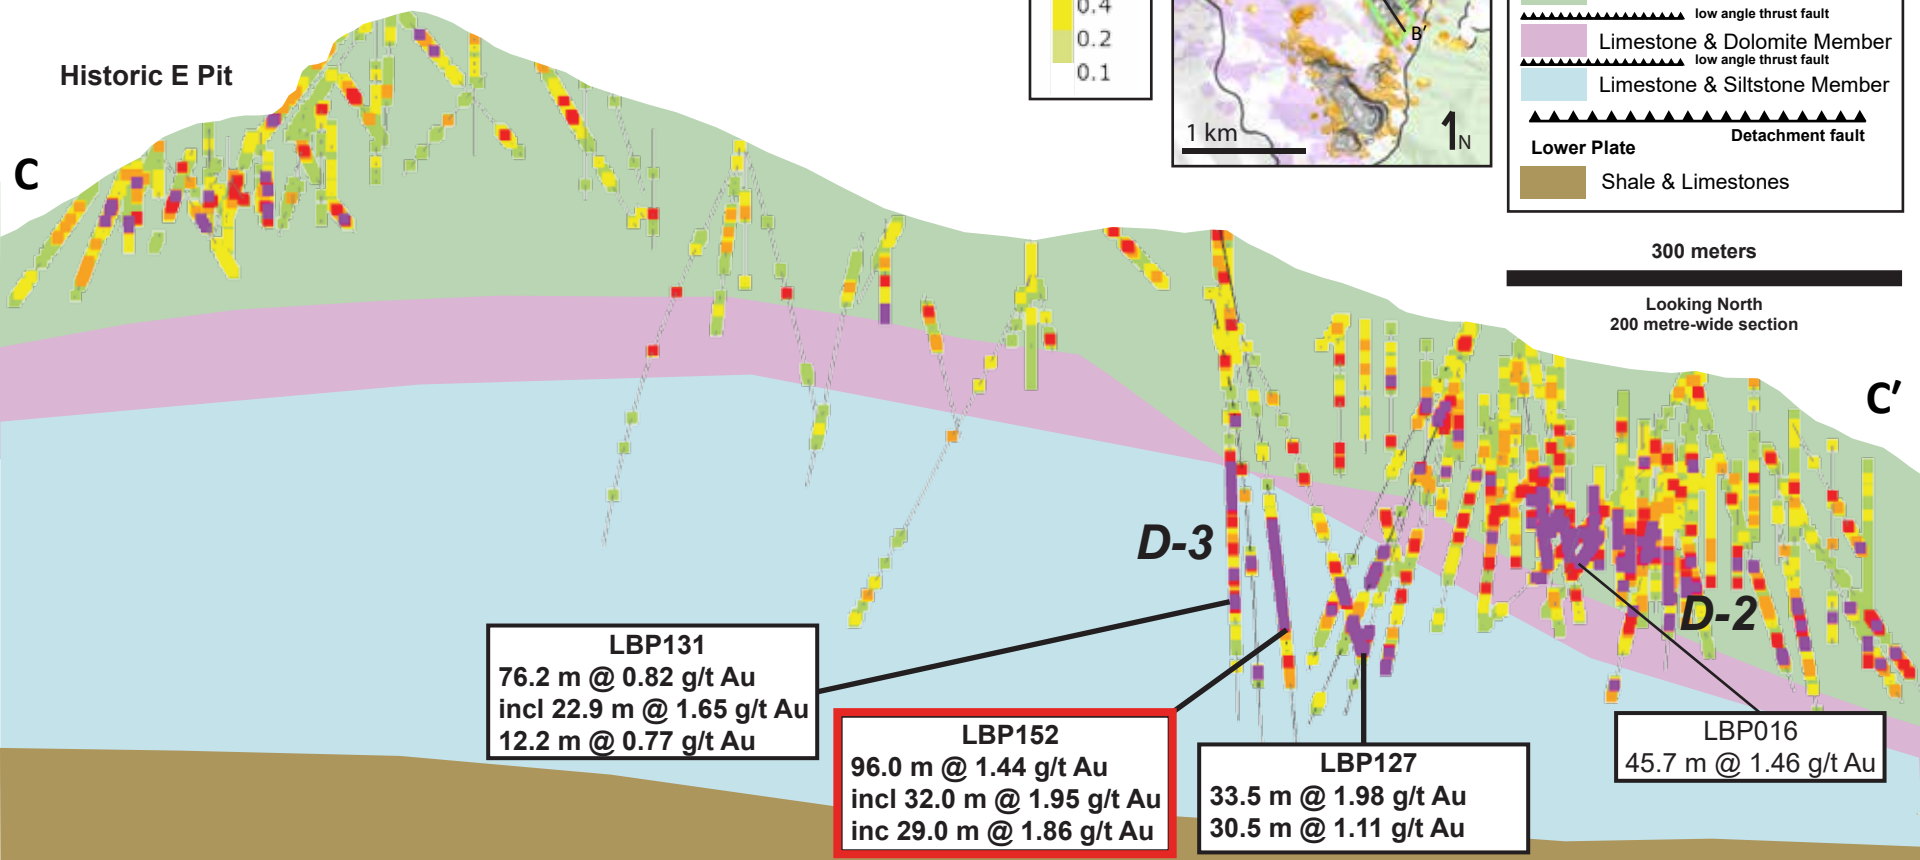 0.4
0.2
0.1
B'
1 km
N
low angle thrust fault
Limestone & Dolomite Member
low angle thrust fault
Limestone & Siltstone Member
Detachment fault
Lower Plate
Shale & Limestones
Historic E Pit
C
300 meters
Looking North
200 metre-wide section
C'
D-3
D-2
LBP131
76.2 m @ 0.82 g/t Au
incl 22.9 m @ 1.65 g/t Au
12.2 m @ 0.77 g/t Au
LBP152
96.0 m @ 1.44 g/t Au
incl 32.0 m @ 1.95 g/t Au
inc 29.0 m @ 1.86 g/t Au
LBP127
33.5 m @ 1.98 g/t Au
30.5 m @ 1.11 g/t Au
LBP016
45.7 m @ 1.46 g/t Au